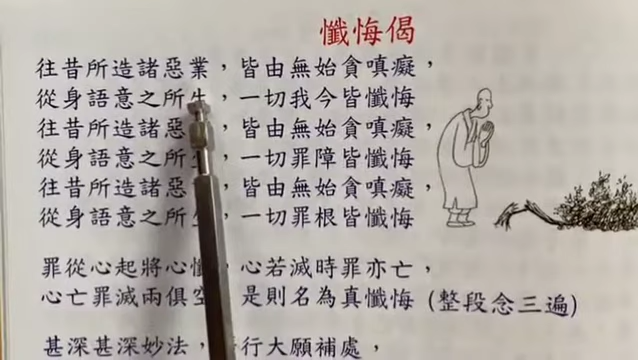 懺悔偈
往昔所造諸惡業，皆由無始貪嗔癡，
從身語意之所生，一切我今皆懺悔
往昔所造諸惡，皆由無始貪嗔癡，
從身語意之所生，一切罪障皆懺悔
往昔所造諸惡，皆由無始貪嗔癡，
從身語意之所生，一切罪根皆懺悔
罪從心起將心懺，心若滅時罪亦亡，
心亡罪滅兩俱空，是則名為真懺悔（整段念三遍）
甚深甚深妙法，行大願補處，